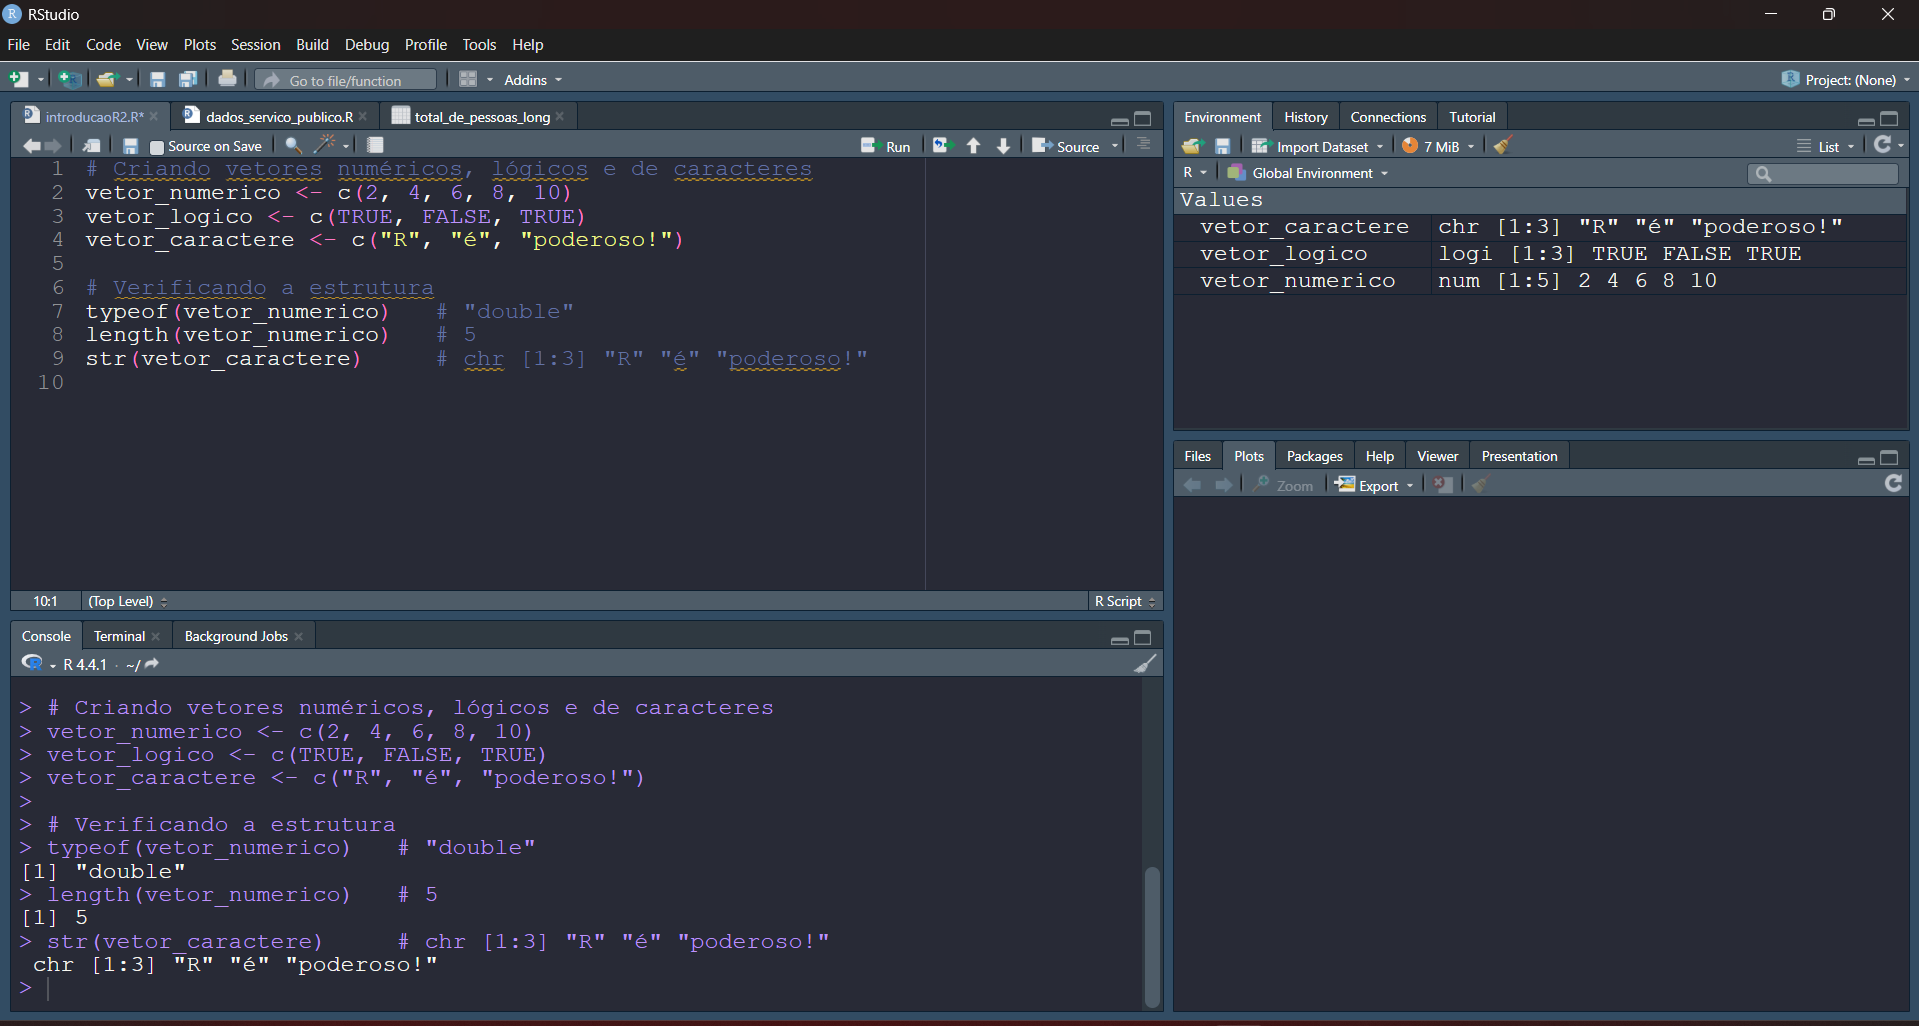 RStudio
File Edit Code View Plots Session Build Debug Profile Tools Help
Go to file/function Addins Project: (None)
introducaoR2.R* dados_servico_publico.R total_de_pessoas_long
Source on Save Run Source
1 # Criando vetores numéricos, lógicos e de caracteres
2 vetor_numerico <- c(2, 4, 6, 8, 10)
3 vetor_logico <- c(TRUE, FALSE, TRUE)
4 vetor_caractere <- c("R", "é", "poderoso!")
5
6 # Verificando a estrutura
7 typeof(vetor_numerico)   # "double"
8 length(vetor_numerico)   # 5
9 str(vetor_caractere)     # chr [1:3] "R" "é" "poderoso!"
10
10:1 (Top Level) R Script
Console Terminal Background Jobs
R 4.4.1 · ~/
> # Criando vetores numéricos, lógicos e de caracteres
> vetor_numerico <- c(2, 4, 6, 8, 10)
> vetor_logico <- c(TRUE, FALSE, TRUE)
> vetor_caractere <- c("R", "é", "poderoso!")
>
> # Verificando a estrutura
> typeof(vetor_numerico)   # "double"
[1] "double"
> length(vetor_numerico)   # 5
[1] 5
> str(vetor_caractere)     # chr [1:3] "R" "é" "poderoso!"
 chr [1:3] "R" "é" "poderoso!"
>
Environment History Connections Tutorial
Import Dataset 7 MiB List
R Global Environment
Values
vetor_caractere chr [1:3] "R" "é" "poderoso!"
vetor_logico logi [1:3] TRUE FALSE TRUE
vetor_numerico num [1:5] 2 4 6 8 10
Files Plots Packages Help Viewer Presentation
Zoom Export